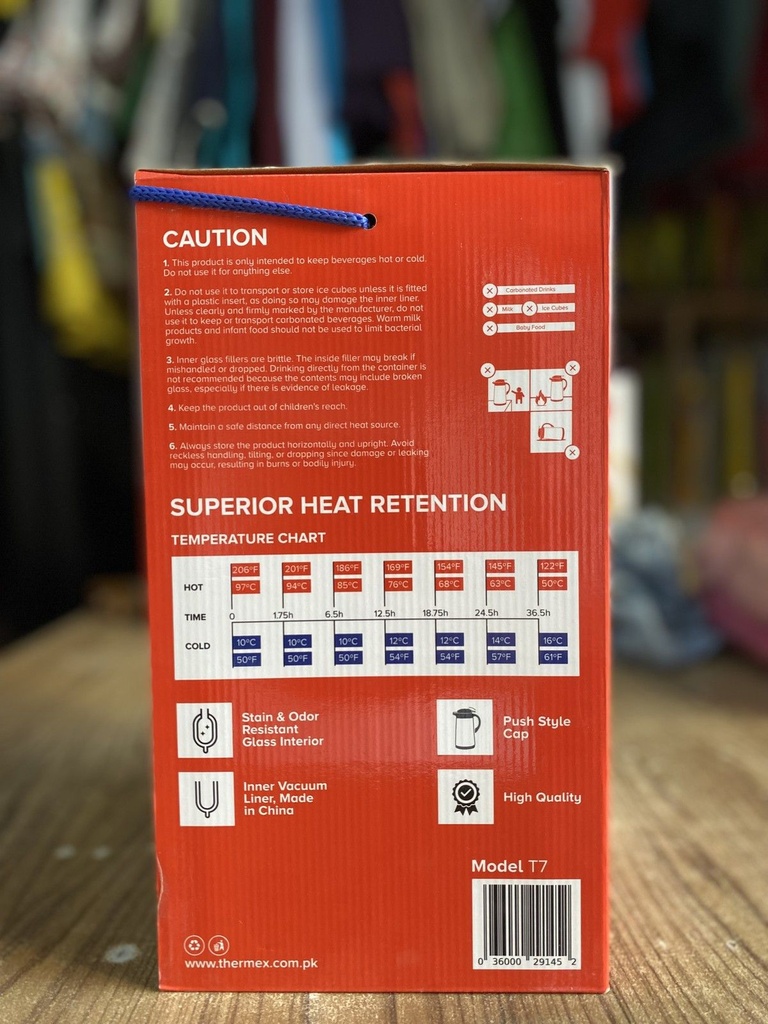 CAUTION
1. This product is only intended to keep beverages hot or cold.
Do not use it for anything else.
2. Do not use it to transport or store ice cubes unless it is fitted
with a plastic insert, as doing so may damage the inner liner.
Unless clearly and firmly marked by the manufacturer, do not
use it to keep or transport carbonated beverages. Warm milk
products and infant food should not be used to limit bacterial
growth.
Carbonated Drinks
Milk Ice Cubes
Baby Food
3. Inner glass fillers are brittle. The inside filler may break if
mishandled or dropped. Drinking directly from the container is
not recommended because the contents may include broken
glass, especially if there is evidence of leakage.
4. Keep the product out of children's reach.
5. Maintain a safe distance from any direct heat source.
6. Always store the product horizontally and upright. Avoid
reckless handling, tilting, or dropping since damage or leaking
may occur, resulting in burns or bodily injury.
SUPERIOR HEAT RETENTION
TEMPERATURE CHART
206°F 201°F 186°F 169°F 154°F 145°F 122°F
HOT
97°C 94°C 85°C 76°C 68°C 63°C 50°C
TIME 0 1.75h 6.5h 12.5h 18.75h 24.5h 36.5h
COLD
10°C 10°C 10°C 12°C 12°C 14°C 16°C
50°F 50°F 50°F 54°F 54°F 57°F 61°F
Stain & Odor
Resistant
Glass Interior
Push Style
Cap
Inner Vacuum
Liner, Made
in China
High Quality
Model T7
0 36000 29145 2
www.thermex.com.pk